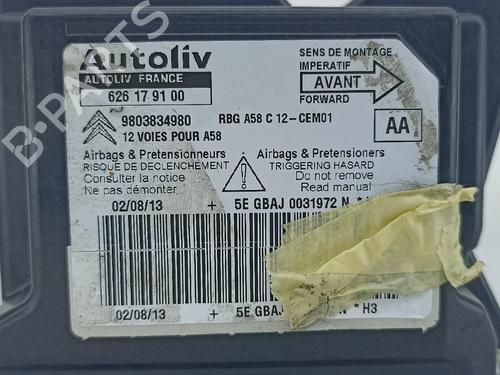 Autoliv
AUTOLIV FRANCE
626 17 91 00
SENS DE MONTAGE
IMPERATIF
AVANT
FORWARD
9803834980 RBG A58 C 12-CEM01
12 VOIES POUR A58
AA
Airbags & Pretensionneurs
RISQUE DE DECLENCHEMENT
Consulter la notice
Ne pas démonter.
Airbags & Pretensioners
TRIGGERING HASARD
Do not remove
Read manual
02/08/13 + 5E GBAJ 0031972 N *
02/08/13 + 5E GBAJ N * H3
B-PARTS